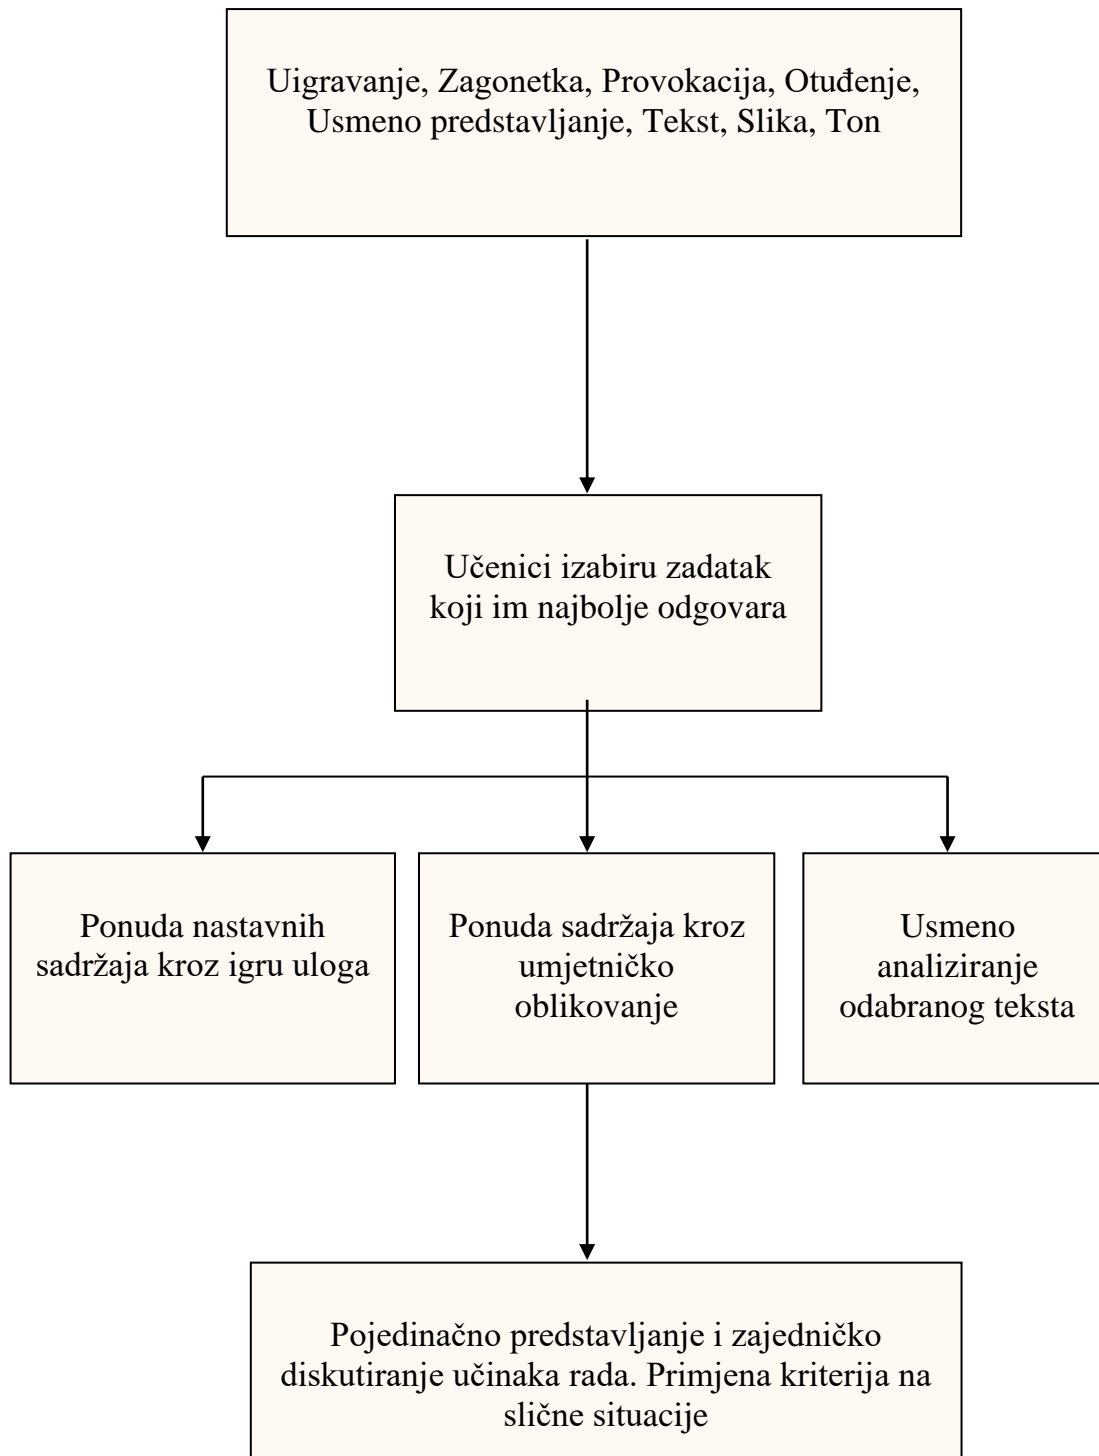 Uigravanje, Zagonetka, Provokacija, Otuđenje,
Usmeno predstavljanje, Tekst, Slika, Ton
Učenici izabiru zadatak
koji im najbolje odgovara
Ponuda nastavnih
sadržaja kroz igru uloga
Ponuda sadržaja kroz
umjetničko
oblikovanje
Usmeno
analiziranje
odabranog teksta
Pojedinačno predstavljanje i zajedničko
diskutiranje učinaka rada. Primjena kriterija na
slične situacije